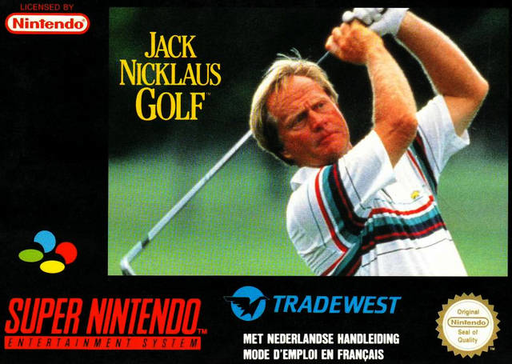 LICENSED BY
Nintendo
JACK
NICKLAUS
GOLF
SUPER NINTENDO
ENTERTAINMENT SYSTEM
TM
TRADEWEST
MET NEDERLANDSE HANDLEIDING
MODE D'EMPLOI EN FRANÇAIS
Original
Nintendo
Seal of
Quality